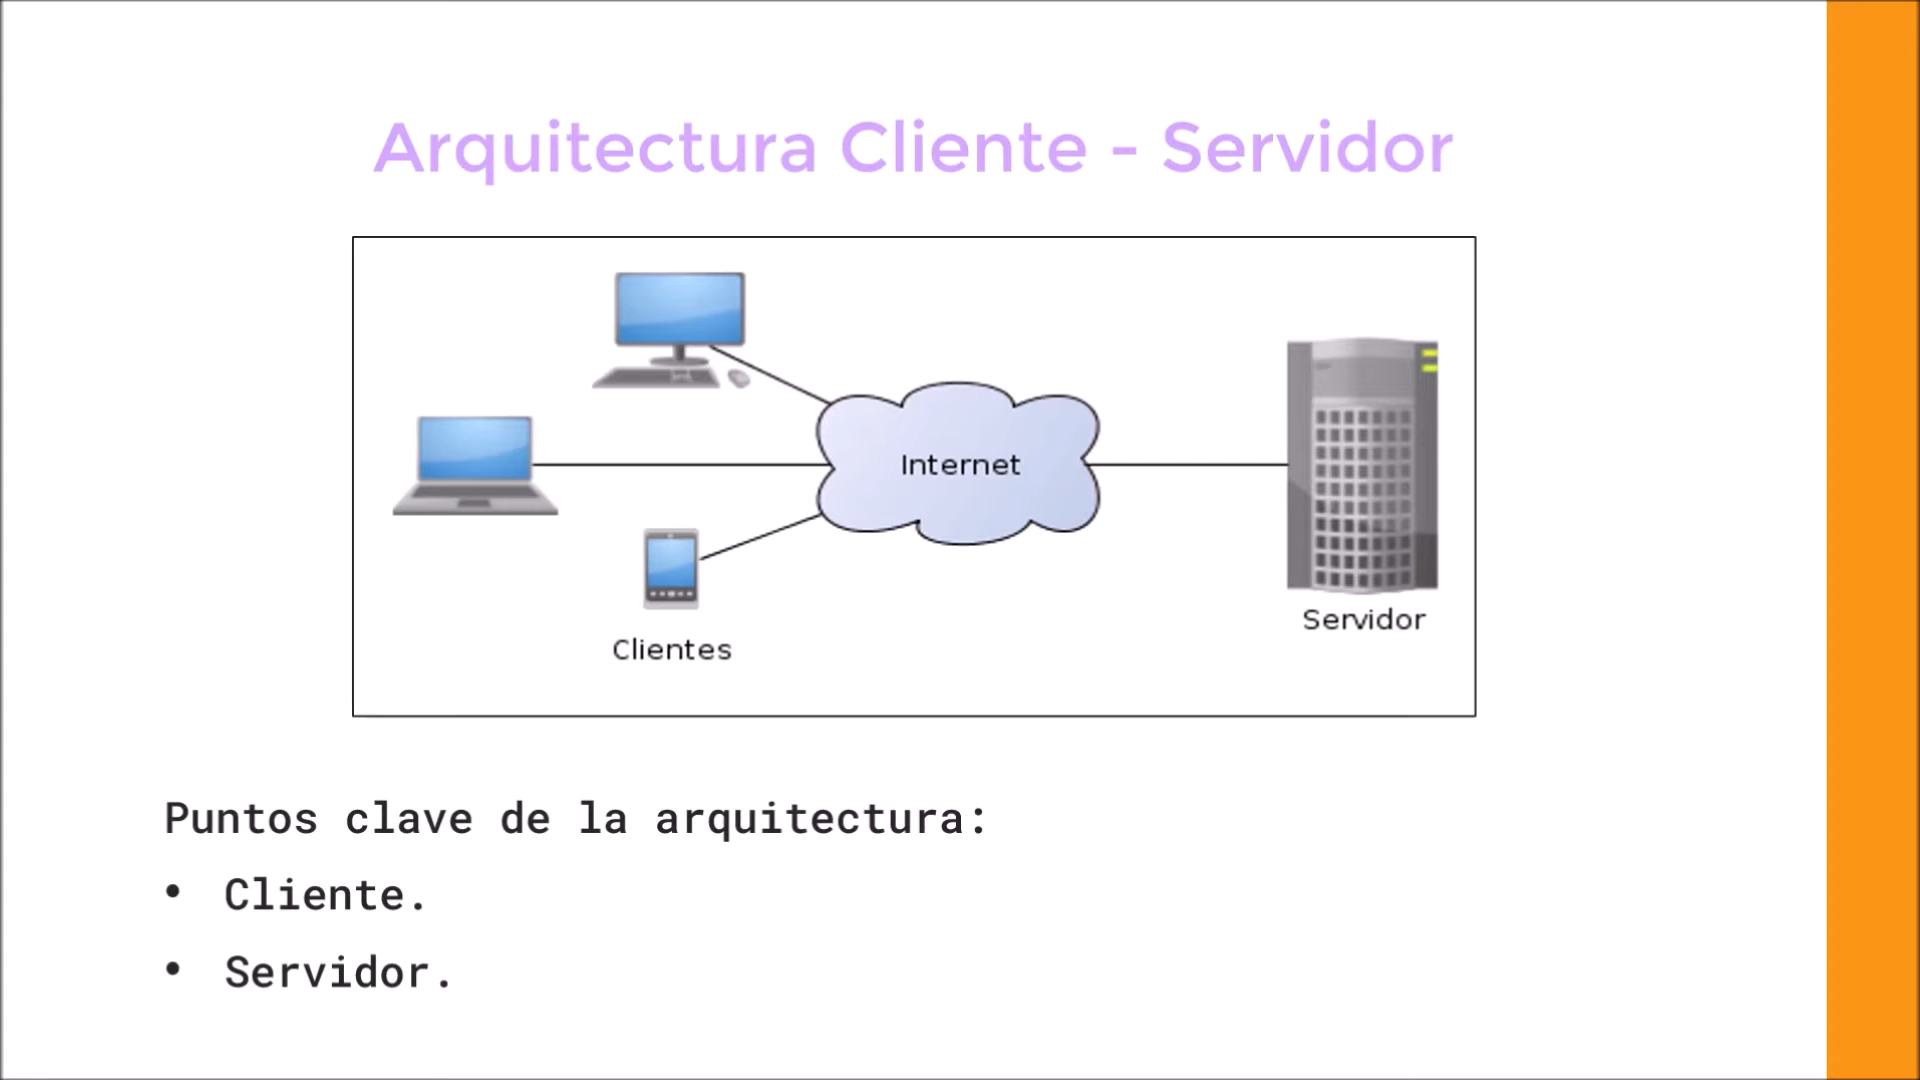 Arquitectura Cliente - Servidor
Internet
Servidor
Clientes
Puntos clave de la arquitectura:
• Cliente.
• Servidor.